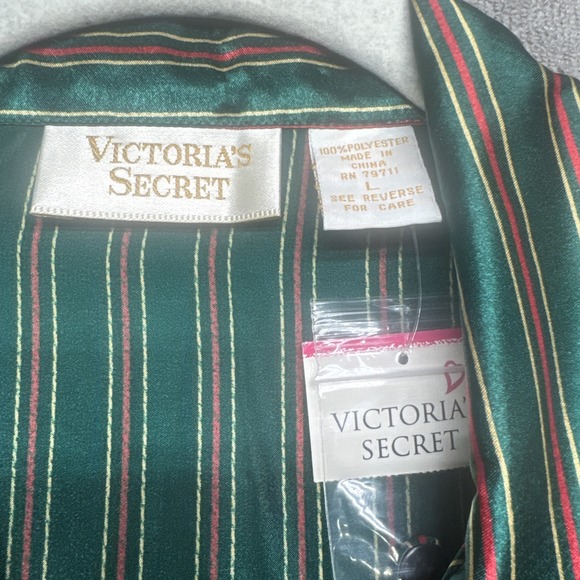 VICTORIA'S
SECRET
100%POLYESTER
MADE IN
CHINA
RN 79711
L
SEE REVERSE
FOR CARE
VICTORIA'
SECRET